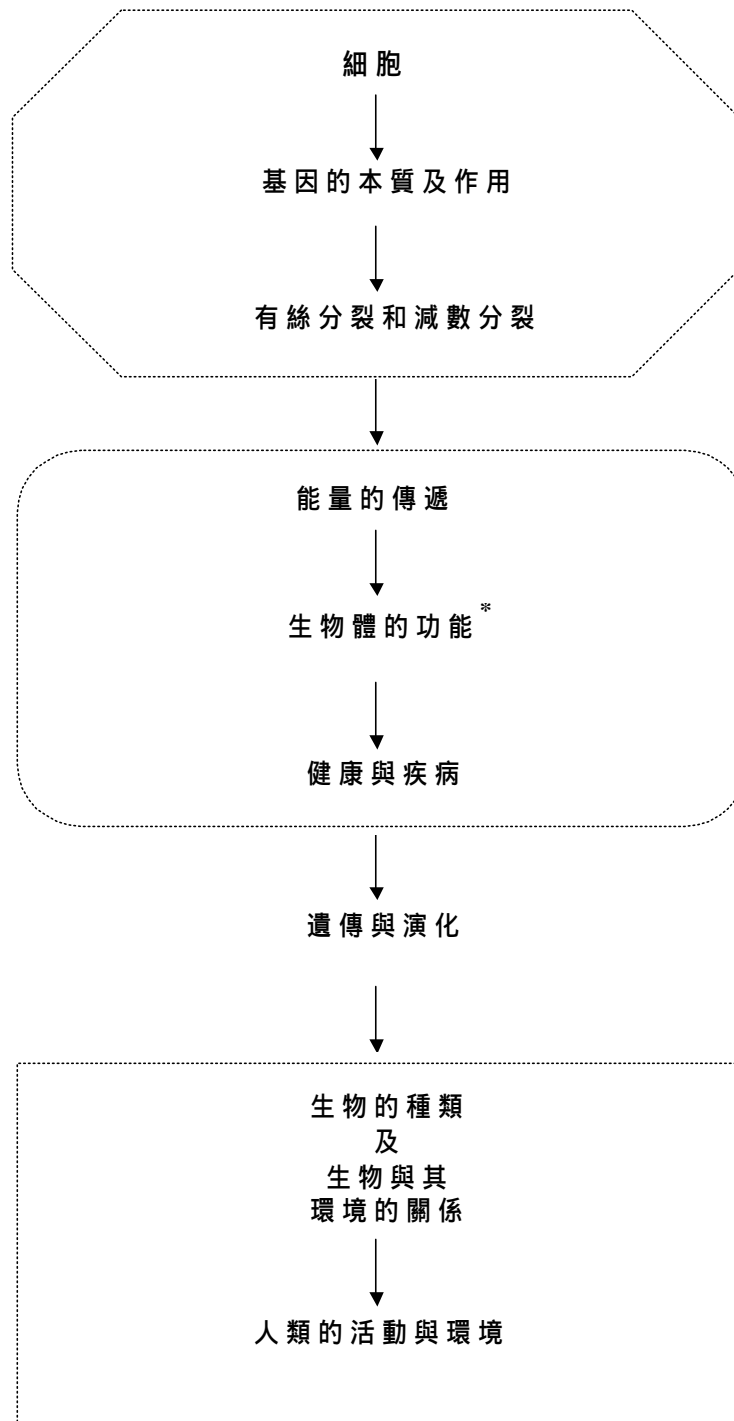 細胞
基因的本質及作用
有絲分裂和減數分裂
能量的傳遞
生物體的功能*
健康與疾病
遺傳與演化
生物的種類
及
生物與其
環境的關係
人類的活動與環境